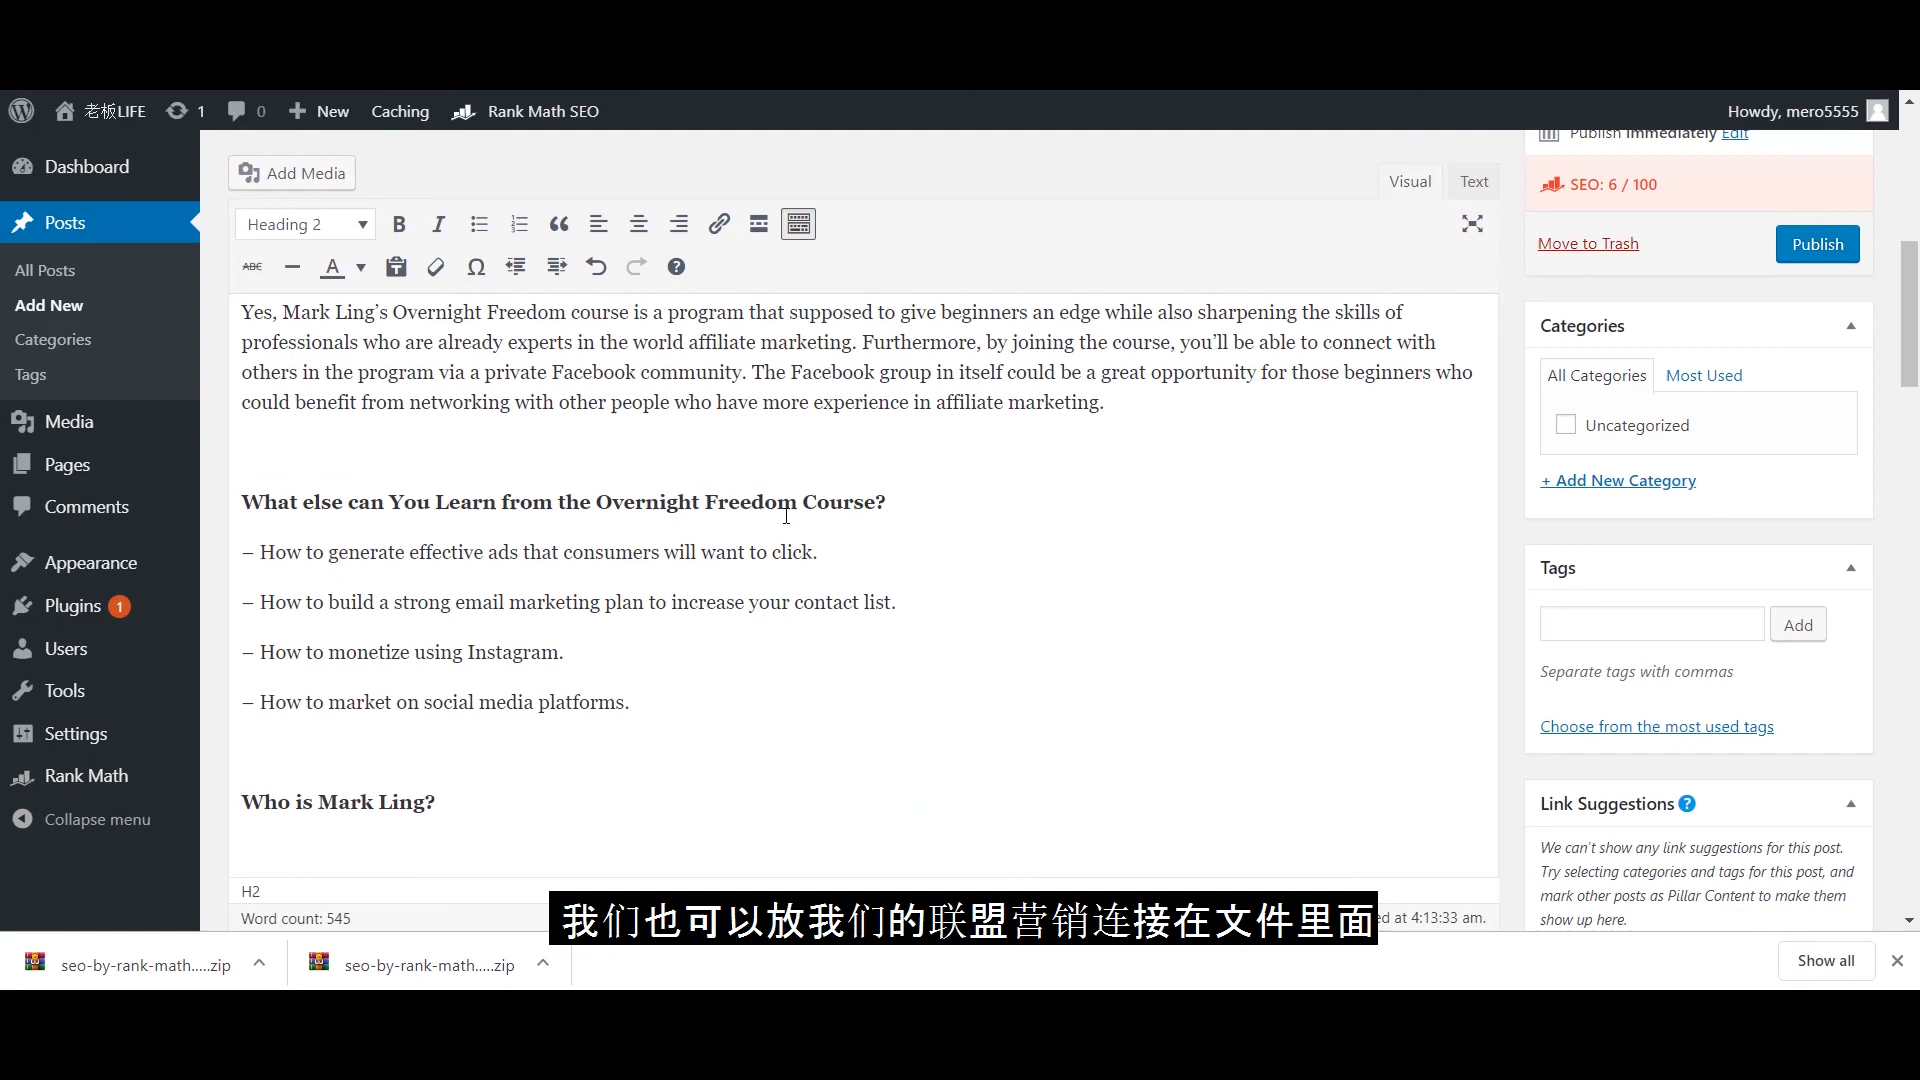 老板LIFE 1 0 New Caching Rank Math SEO Howdy, mero5555
Dashboard
Posts
All Posts
Add New
Categories
Tags
Media
Pages
Comments
Appearance
Plugins 1
Users
Tools
Settings
Rank Math
Collapse menu
Add Media
Visual Text
Heading 2
B I
ABC A
Yes, Mark Ling’s Overnight Freedom course is a program that supposed to give beginners an edge while also sharpening the skills of
professionals who are already experts in the world affiliate marketing. Furthermore, by joining the course, you’ll be able to connect with
others in the program via a private Facebook community. The Facebook group in itself could be a great opportunity for those beginners who
could benefit from networking with other people who have more experience in affiliate marketing.
What else can You Learn from the Overnight Freedom Course?
– How to generate effective ads that consumers will want to click.
– How to build a strong email marketing plan to increase your contact list.
– How to monetize using Instagram.
– How to market on social media platforms.
Who is Mark Ling?
H2
Word count: 545
ed at 4:13:33 am.
Publish immediately Edit
SEO: 6 / 100
Move to Trash
Publish
Categories
All Categories Most Used
Uncategorized
+ Add New Category
Tags
Add
Separate tags with commas
Choose from the most used tags
Link Suggestions ?
We can't show any link suggestions for this post.
Try selecting categories and tags for this post, and
mark other posts as Pillar Content to make them
show up here.
我们也可以放我们的联盟营销连接在文件里面
seo-by-rank-math.....zip
seo-by-rank-math.....zip
Show all